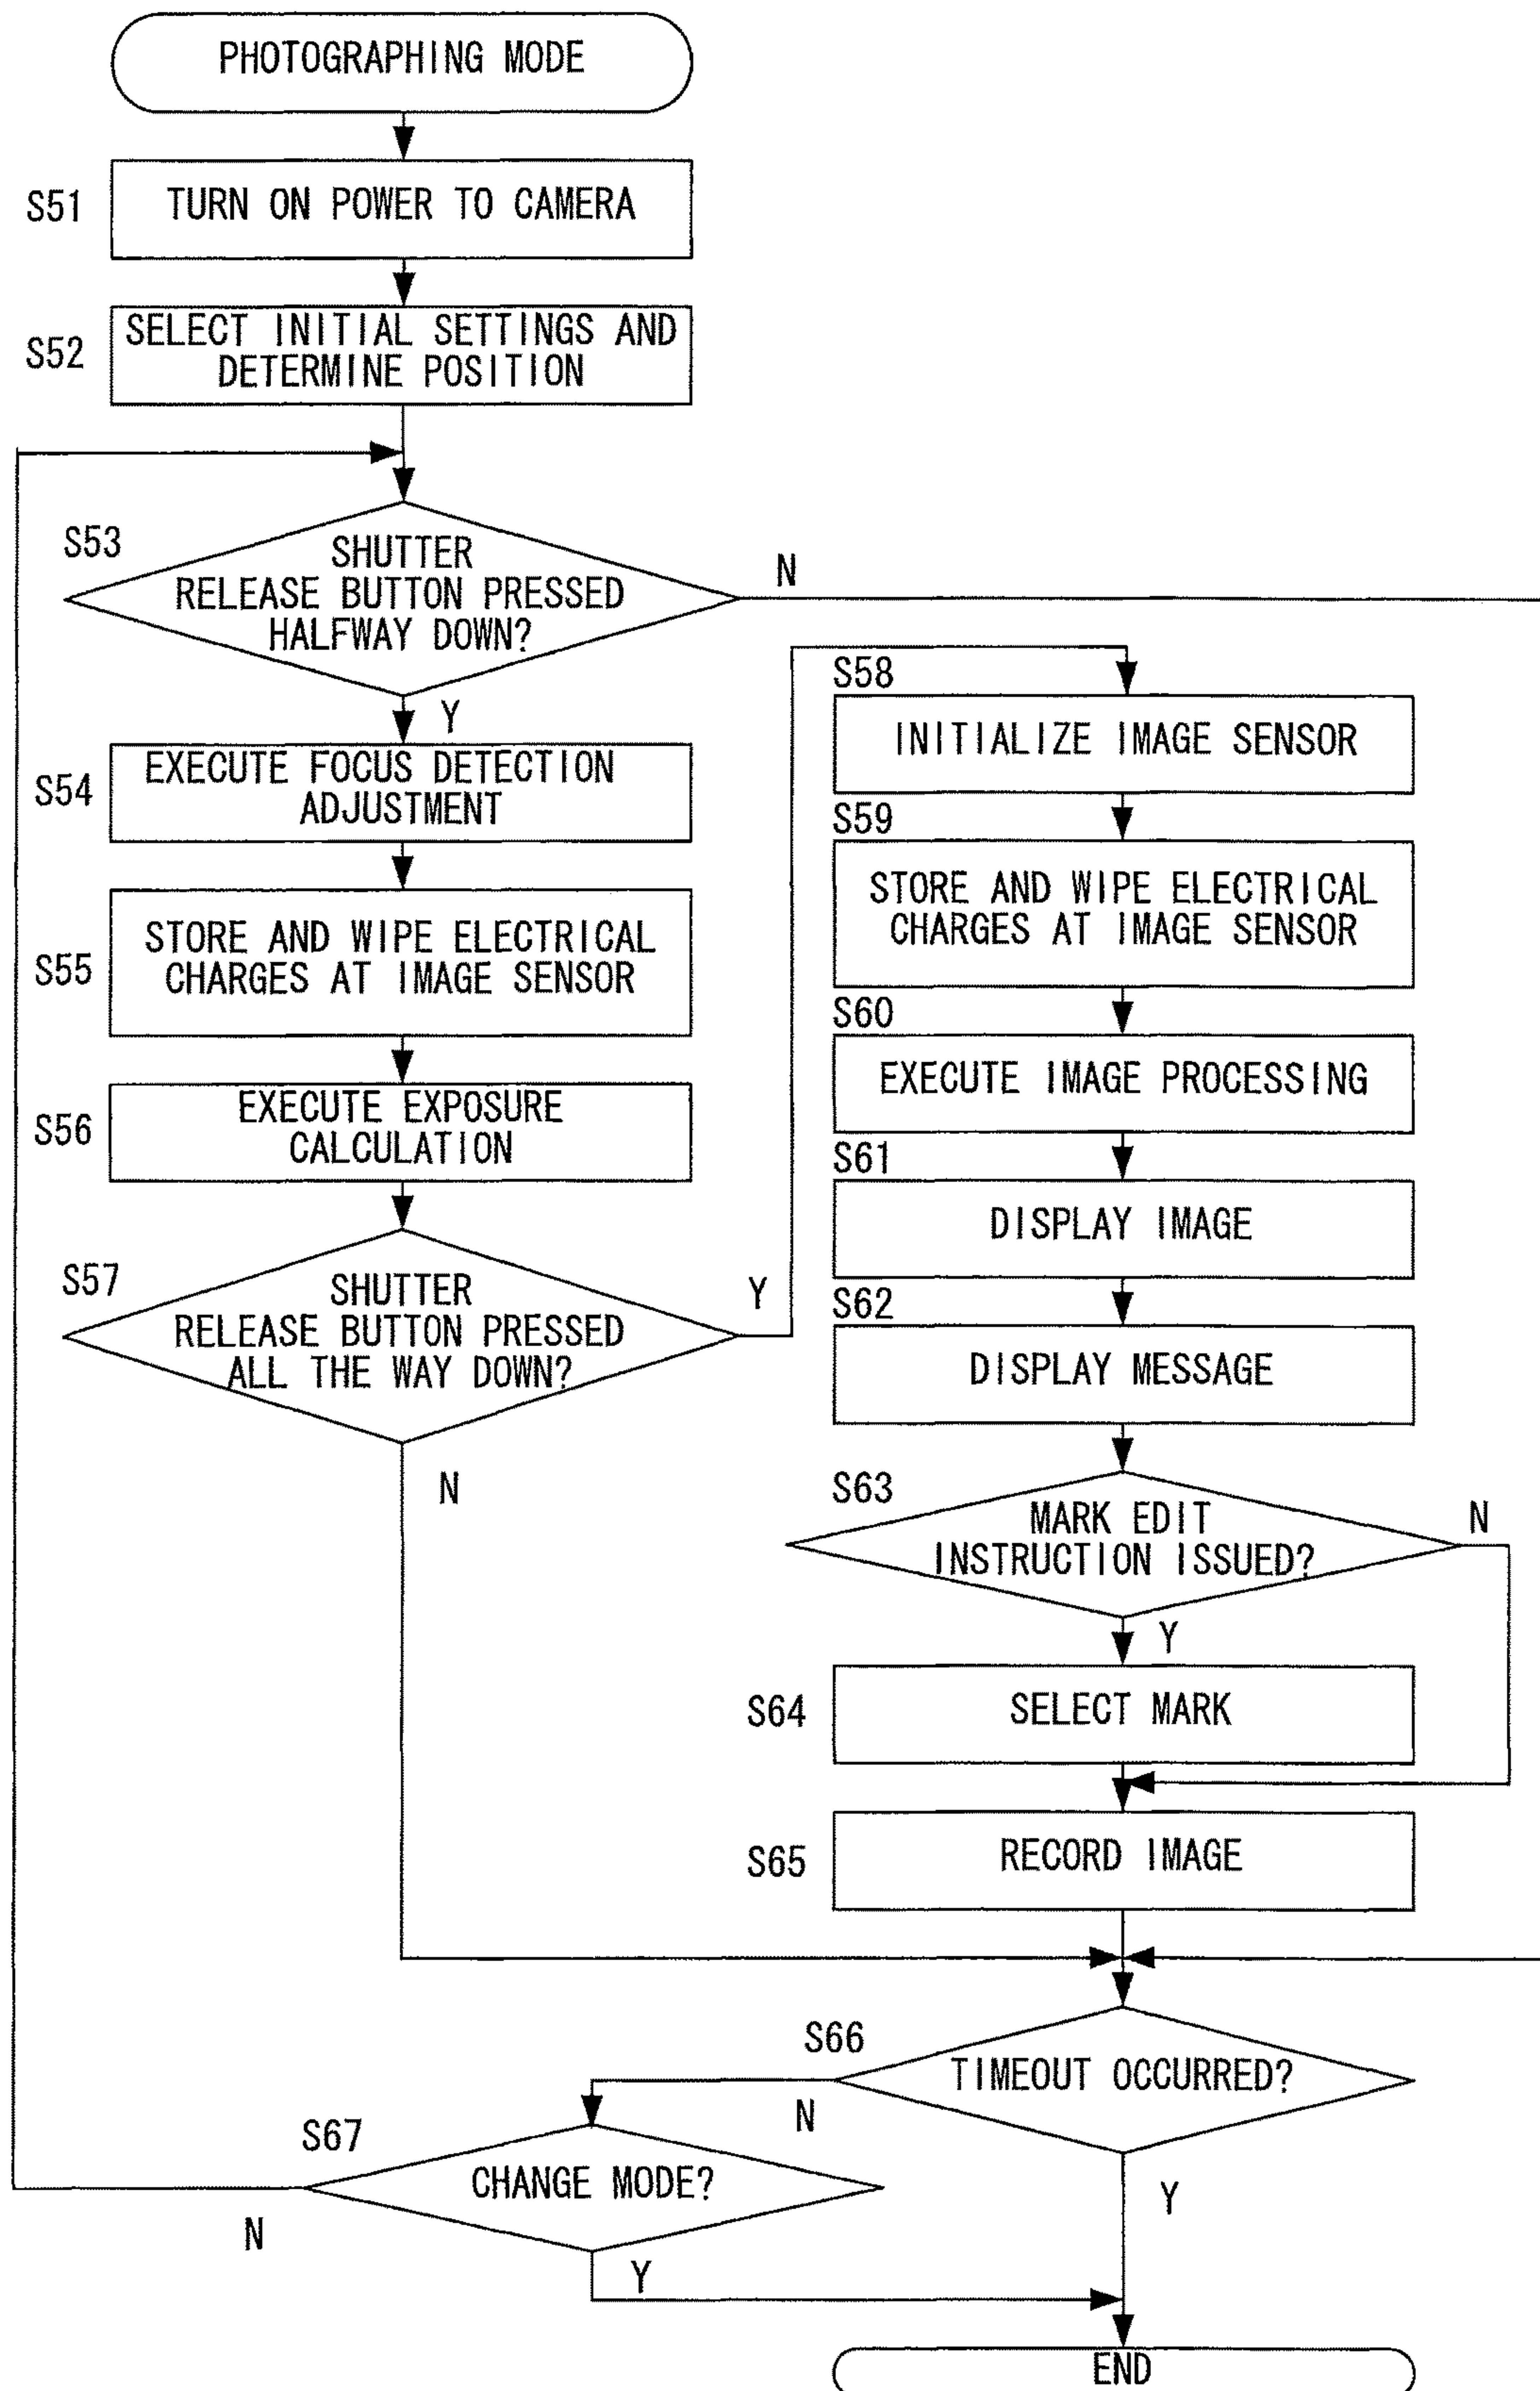 PHOTOGRAPHING MODE
S51
TURN ON POWER TO CAMERA
S52
SELECT INITIAL SETTINGS AND
DETERMINE POSITION
S53
SHUTTER
RELEASE BUTTON PRESSED
HALFWAY DOWN?
N
Y
S54
EXECUTE FOCUS DETECTION
ADJUSTMENT
S55
STORE AND WIPE ELECTRICAL
CHARGES AT IMAGE SENSOR
S56
EXECUTE EXPOSURE
CALCULATION
S57
SHUTTER
RELEASE BUTTON PRESSED
ALL THE WAY DOWN?
Y
N
S58
INITIALIZE IMAGE SENSOR
S59
STORE AND WIPE ELECTRICAL
CHARGES AT IMAGE SENSOR
S60
EXECUTE IMAGE PROCESSING
S61
DISPLAY IMAGE
S62
DISPLAY MESSAGE
S63
MARK EDIT
INSTRUCTION ISSUED?
N
Y
S64
SELECT MARK
S65
RECORD IMAGE
S66
TIMEOUT OCCURRED?
N
Y
S67
CHANGE MODE?
N
Y
END